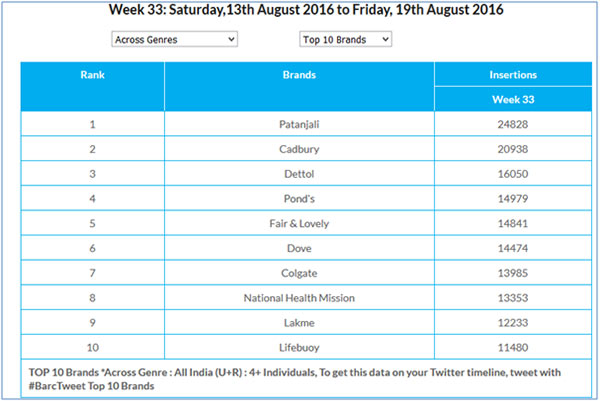 Week 33: Saturday,13th August 2016 to Friday, 19th August 2016
Across Genres Top 10 Brands
Rank Brands Insertions
Week 33
1 Patanjali 24828
2 Cadbury 20938
3 Dettol 16050
4 Pond's 14979
5 Fair & Lovely 14841
6 Dove 14474
7 Colgate 13985
8 National Health Mission 13353
9 Lakme 12233
10 Lifebuoy 11480
TOP 10 Brands *Across Genre : All India (U+R) : 4+ Individuals, To get this data on your Twitter timeline, tweet with
#BarcTweet Top 10 Brands